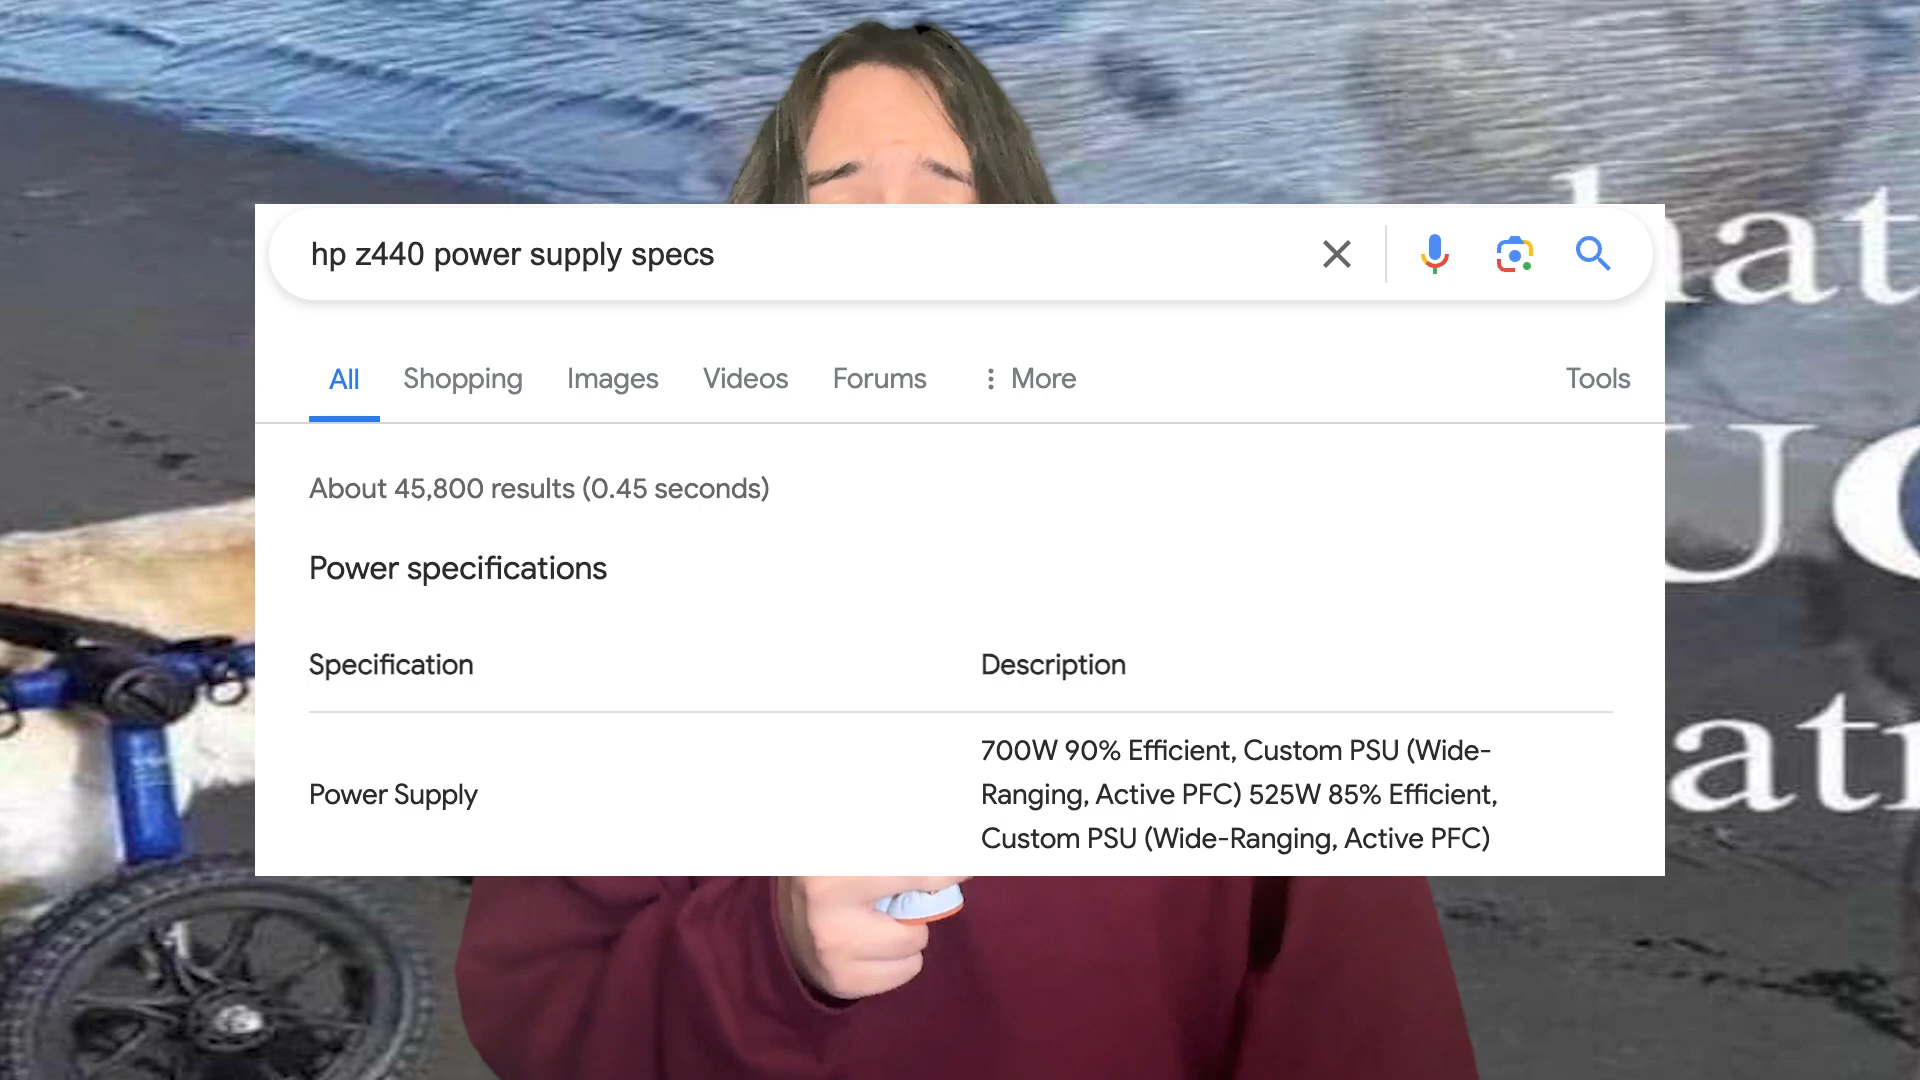 hp z440 power supply specs
All Shopping Images Videos Forums More Tools
About 45,800 results (0.45 seconds)
Power specifications
Specification Description
Power Supply
700W 90% Efficient, Custom PSU (Wide-
Ranging, Active PFC) 525W 85% Efficient,
Custom PSU (Wide-Ranging, Active PFC)